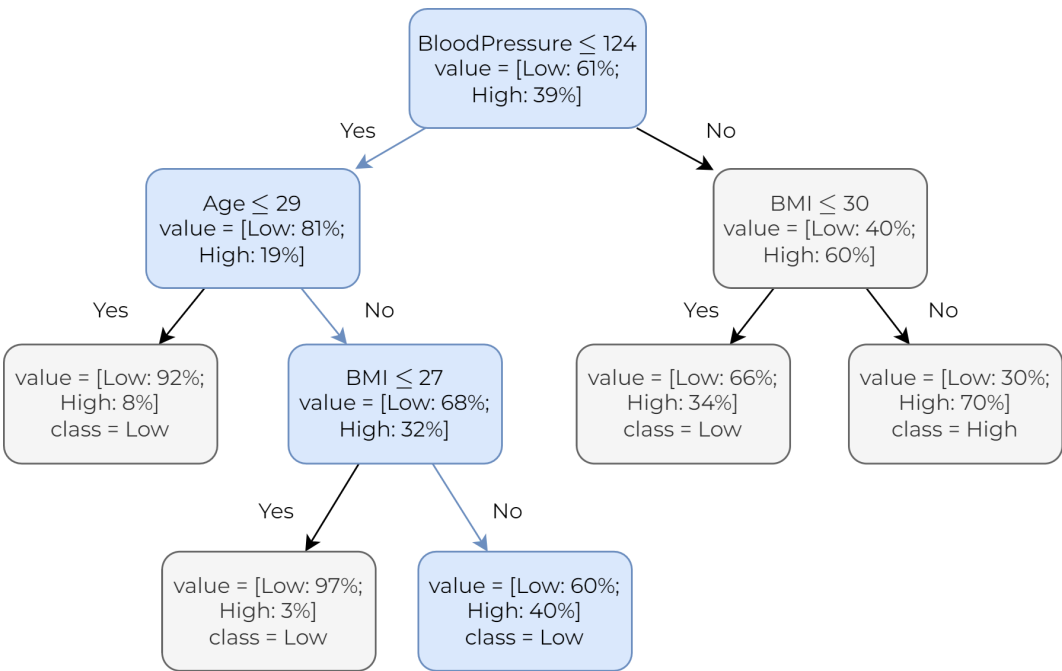 BloodPressure ≤ 124
value = [Low: 61%;
High: 39%]
Yes
No
Age ≤ 29
value = [Low: 81%;
High: 19%]
BMI ≤ 30
value = [Low: 40%;
High: 60%]
Yes
No
Yes
No
value = [Low: 92%;
High: 8%]
class = Low
BMI ≤ 27
value = [Low: 68%;
High: 32%]
value = [Low: 66%;
High: 34%]
class = Low
value = [Low: 30%;
High: 70%]
class = High
Yes
No
value = [Low: 97%;
High: 3%]
class = Low
value = [Low: 60%;
High: 40%]
class = Low